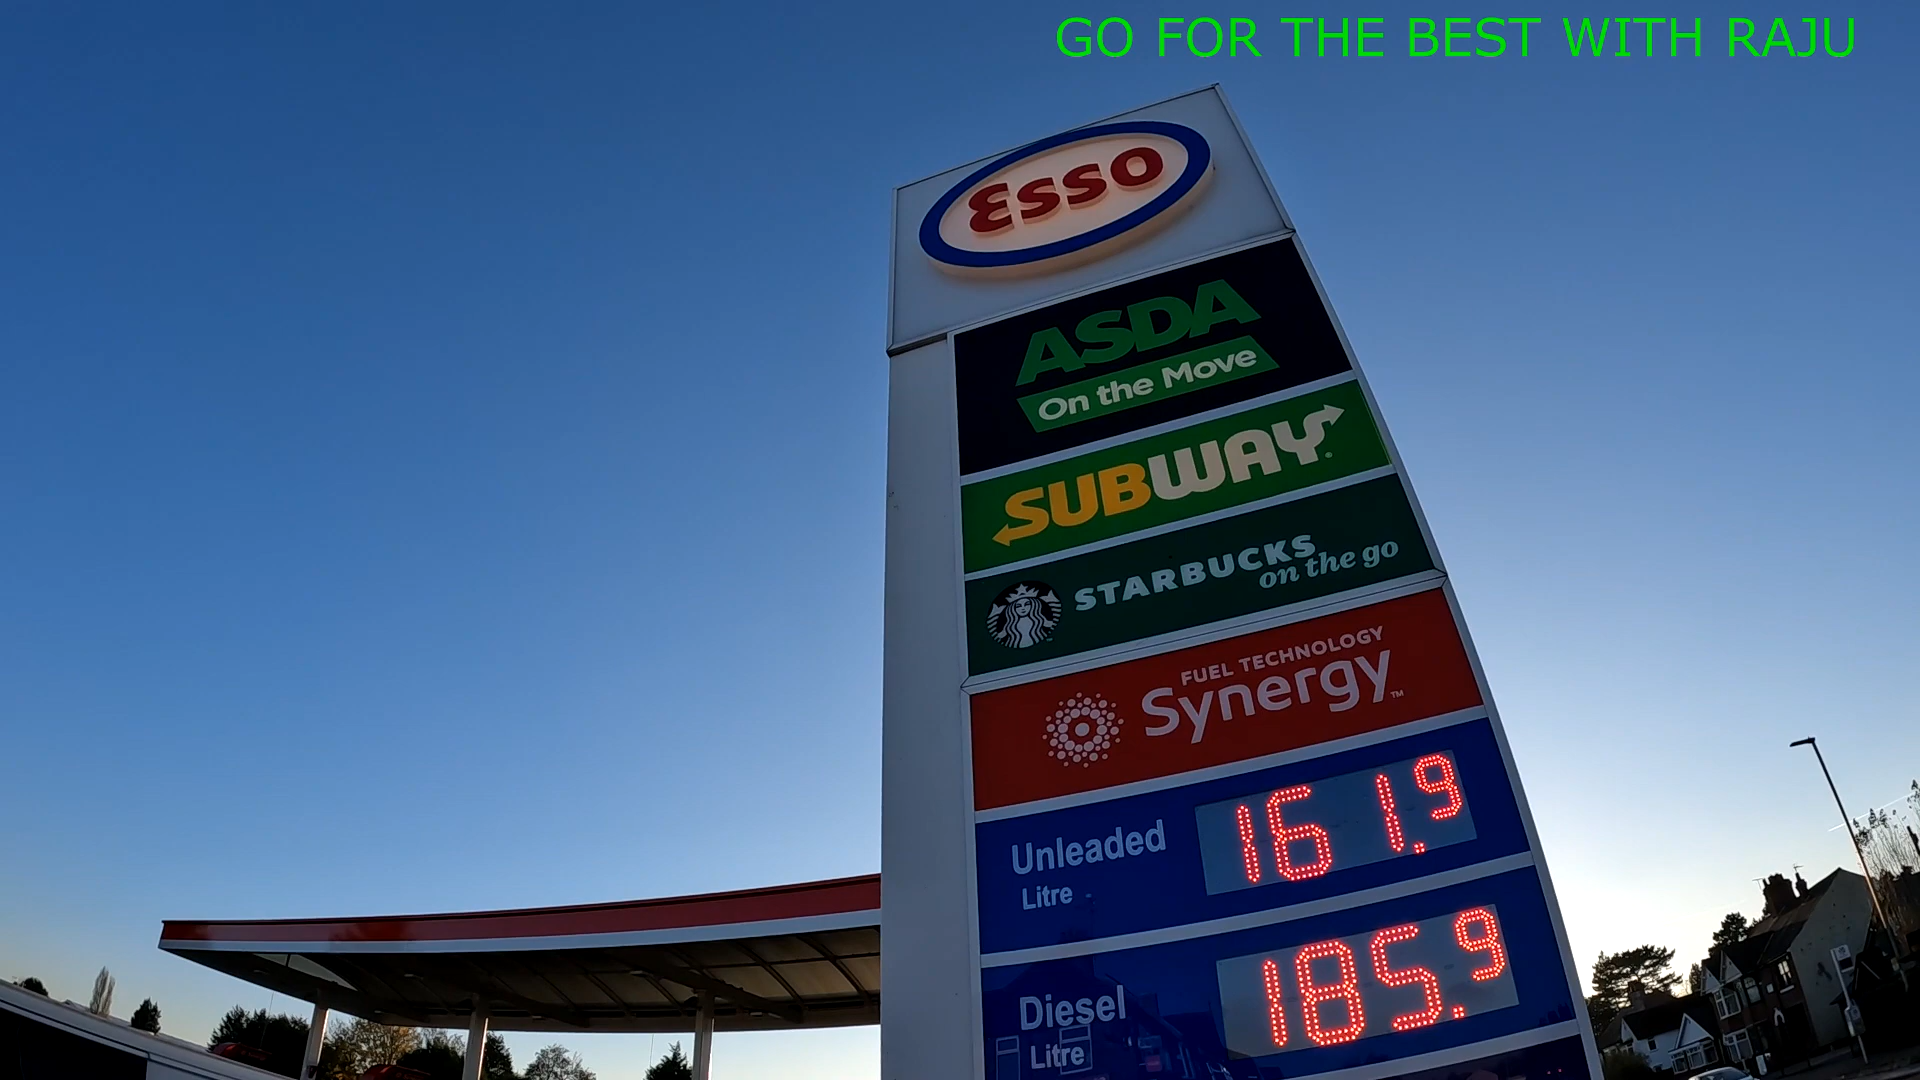 GO FOR THE BEST WITH RAJU
Esso
ASDA
On the Move
SUBWAY
STARBUCKS
on the go
FUEL TECHNOLOGY
Synergy™
Unleaded 161.9
Litre
Diesel 185.9
Litre